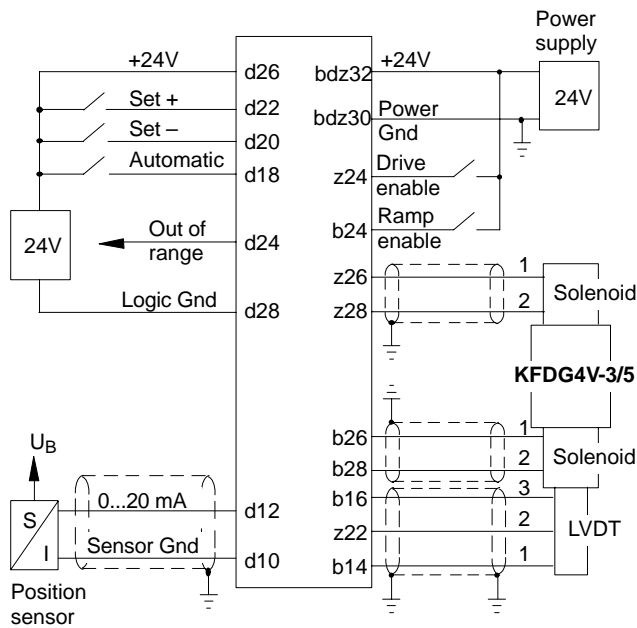 Power
supply
+24V
d26
bdz32
+24V
24V
Set +
d22
Set –
d20
bdz30
Power
Gnd
Automatic
d18
z24
Drive
enable
24V
Out of
range
d24
b24
Ramp
enable
Logic Gnd
d28
z26
1
z28
2
Solenoid
KFDG4V-3/5
b26
1
b28
2
Solenoid
UB
0...20 mA
d12
b16
3
S
I
z22
2
LVDT
Sensor Gnd
d10
b14
1
Position
sensor